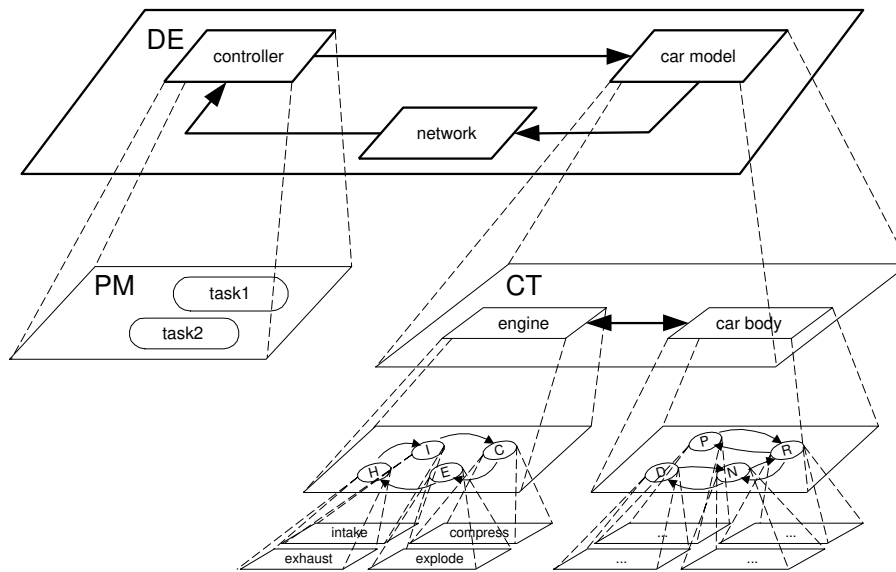 DE
controller
car model
network
PM
task1
task2
CT
engine
car body
I
C
H
E
P
R
D
N
intake
compress
exhaust
explode
...
...
...
...